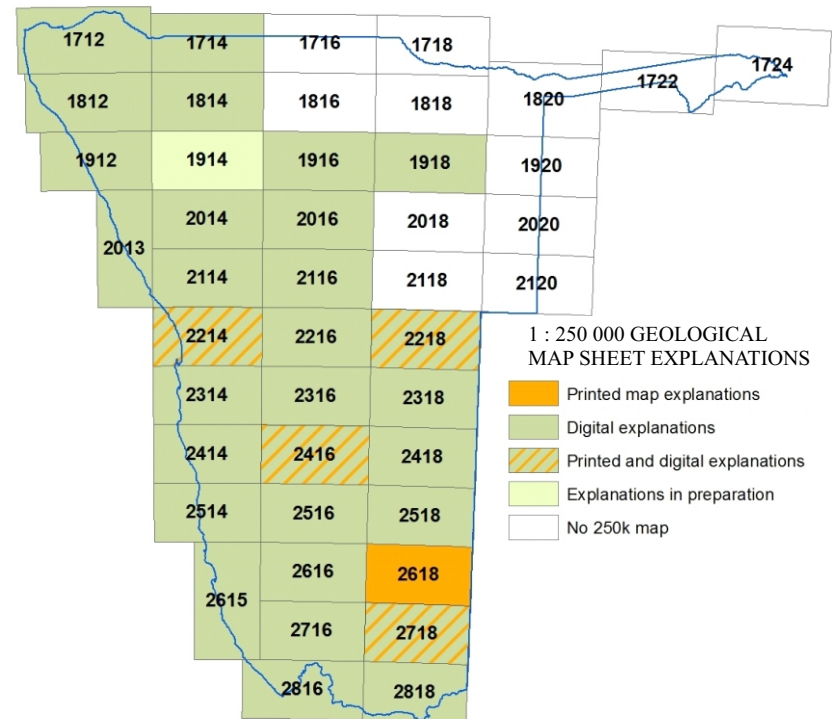 1712 1714 1716 1718
1724
1722
1812 1814 1816 1818 1820
1912 1914 1916 1918 1920
2014 2016 2018 2020
2013
2114 2116 2118 2120
2214 2216 2218
1 : 250 000 GEOLOGICAL
MAP SHEET EXPLANATIONS
2314 2316 2318
Printed map explanations
Digital explanations
2414 2416 2418
Printed and digital explanations
Explanations in preparation
2514 2516 2518
No 250k map
2616 2618
2615
2716 2718
2816 2818